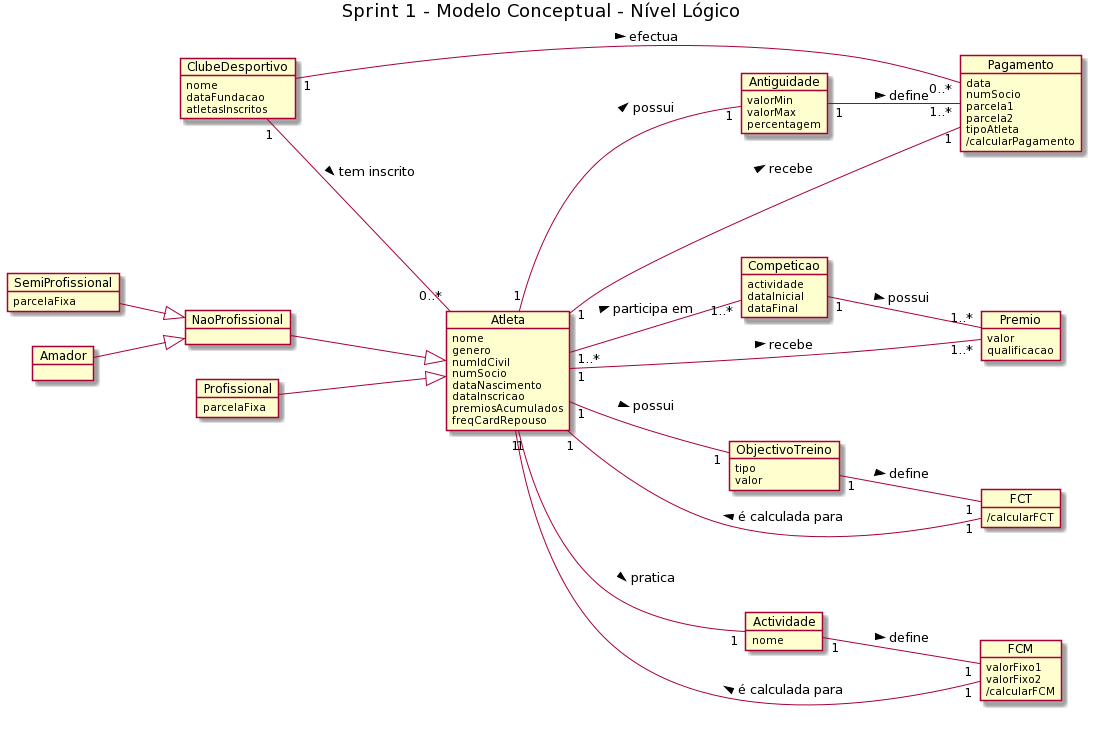 Sprint 1 - Modelo Conceptual - Nível Lógico
efectua
ClubeDesportivo
nome
dataFundacao
atletasInscritos
1
1
Pagamento
data
numSocio
parcela1
parcela2
tipoAtleta
/calcularPagamento
0..*
1..*
1
Antiguidade
valorMin
valorMax
percentagem
1
1
define
possui
recebe
tem inscrito
0..*
1
1
SemiProfissional
parcelaFixa
NaoProfissional
Amador
Profissional
parcelaFixa
Atleta
nome
genero
numIdCivil
numSocio
dataNascimento
dataInscricao
premiosAcumulados
freqCardRepouso
participa em
1..*
1..*
Competicao
actividade
dataInicial
dataFinal
1
possui
1..*
Premio
valor
qualificacao
1..*
recebe
1
possui
1
1
ObjectivoTreino
tipo
valor
1
define
1
FCT
/calcularFCT
1
é calculada para
1
1
1
pratica
1
Actividade
nome
1
define
1
FCM
valorFixo1
valorFixo2
/calcularFCM
1
é calculada para